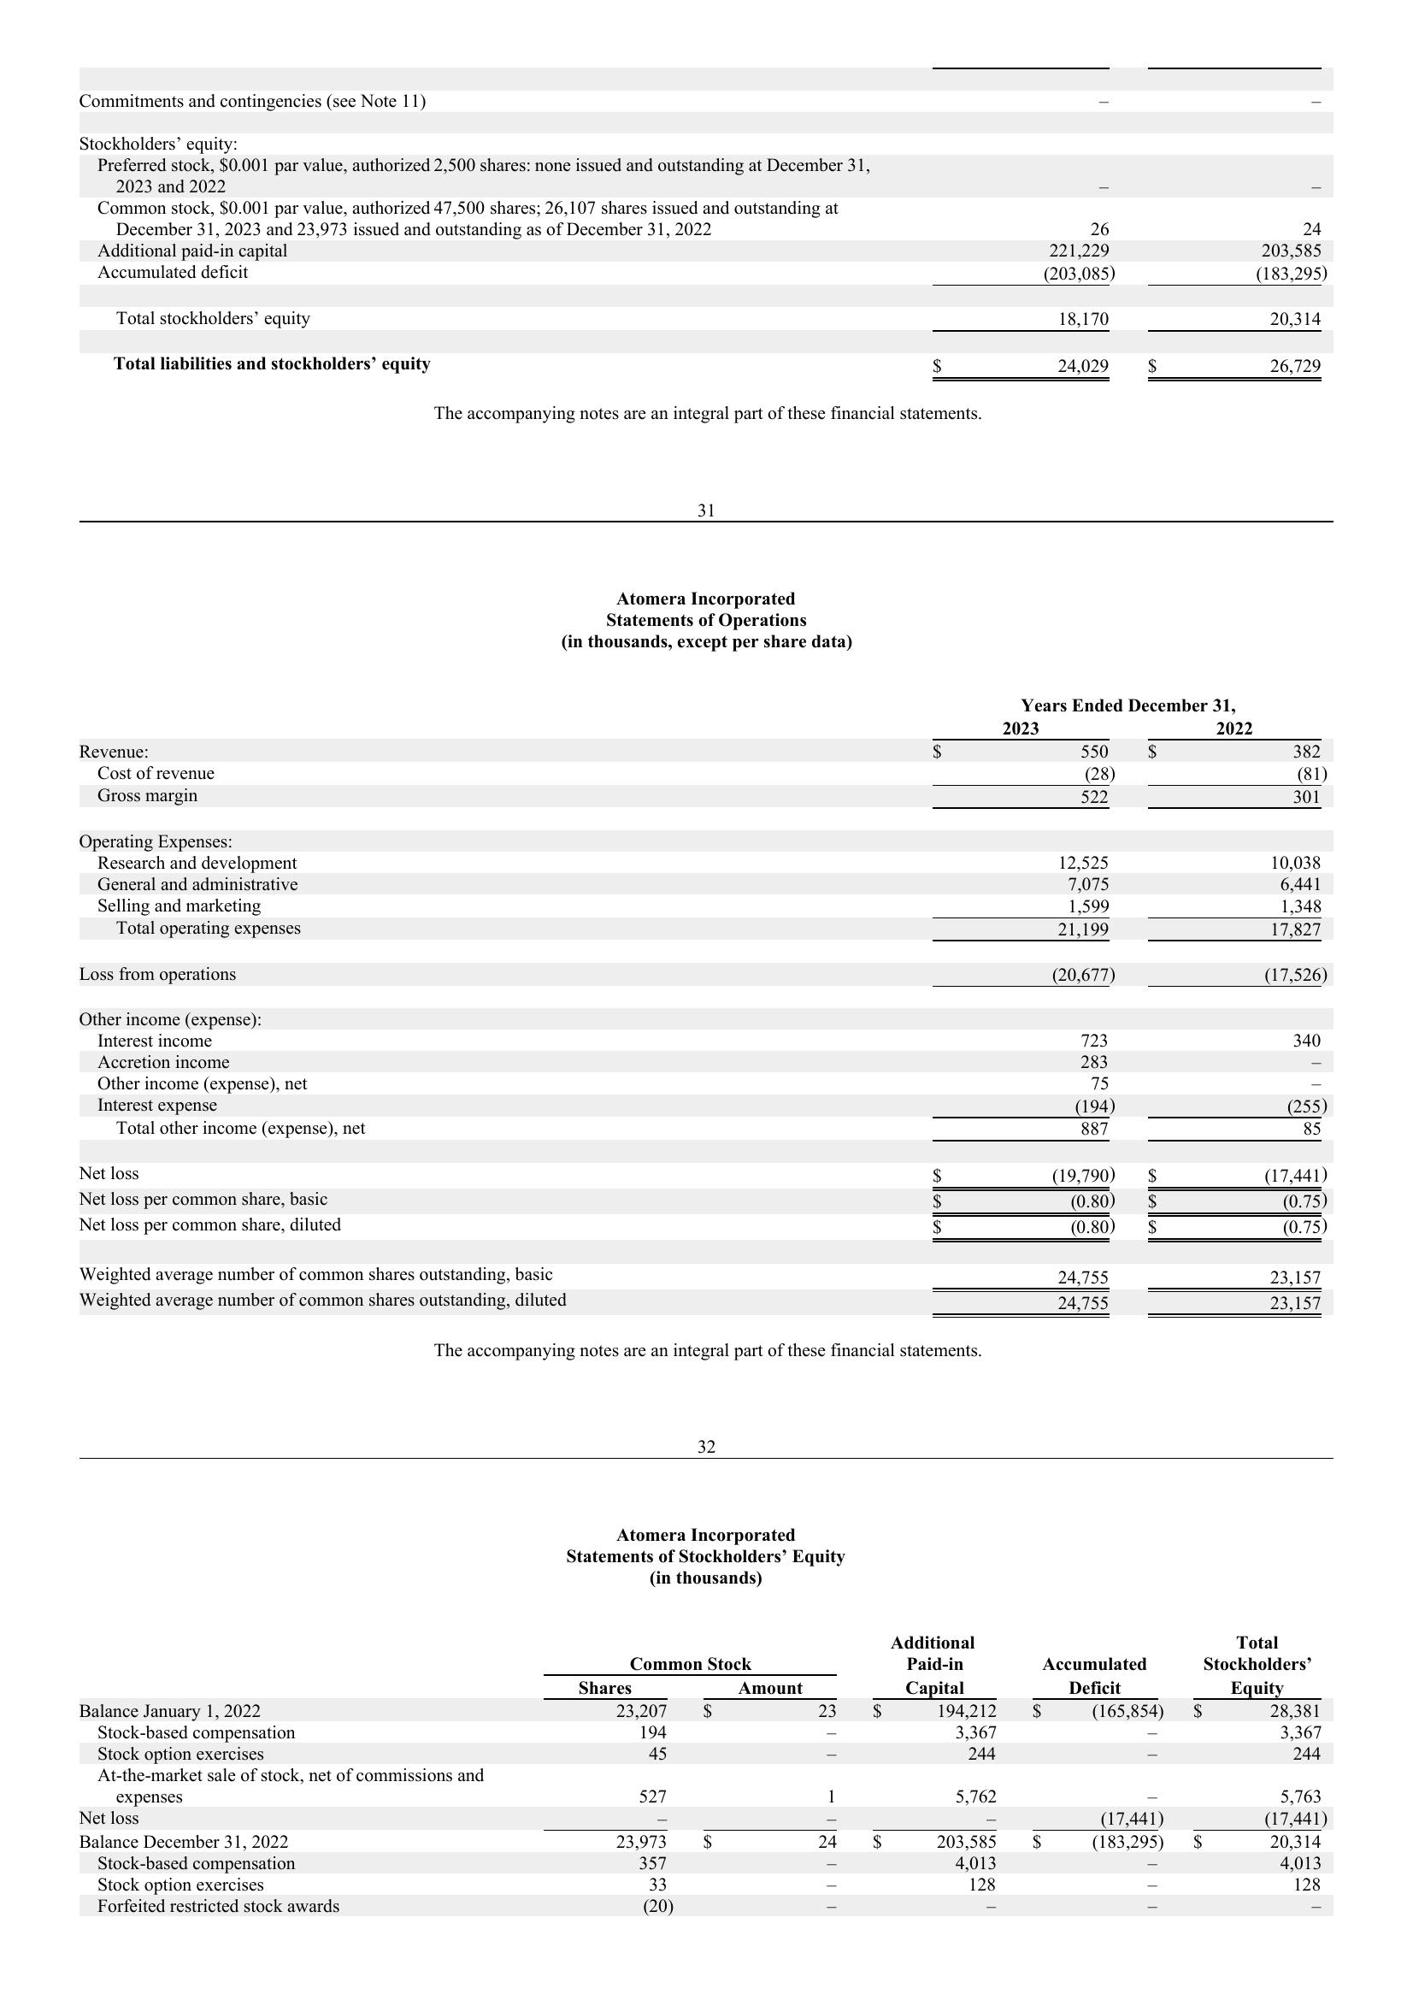 Commitments and contingencies (see Note 11) – –
Stockholders’ equity:
Preferred stock, $0.001 par value, authorized 2,500 shares: none issued and outstanding at December 31,
2023 and 2022 – –
Common stock, $0.001 par value, authorized 47,500 shares; 26,107 shares issued and outstanding at
December 31, 2023 and 23,973 issued and outstanding as of December 31, 2022 26 24
Additional paid-in capital 221,229 203,585
Accumulated deficit (203,085) (183,295)
Total stockholders’ equity 18,170 20,314
Total liabilities and stockholders’ equity $ 24,029 $ 26,729
The accompanying notes are an integral part of these financial statements.
31
Atomera Incorporated
Statements of Operations
(in thousands, except per share data)
Years Ended December 31,
2023 2022
Revenue: $ 550 $ 382
Cost of revenue (28) (81)
Gross margin 522 301
Operating Expenses:
Research and development 12,525 10,038
General and administrative 7,075 6,441
Selling and marketing 1,599 1,348
Total operating expenses 21,199 17,827
Loss from operations (20,677) (17,526)
Other income (expense):
Interest income 723 340
Accretion income 283 –
Other income (expense), net 75 –
Interest expense (194) (255)
Total other income (expense), net 887 85
Net loss $ (19,790) $ (17,441)
Net loss per common share, basic $ (0.80) $ (0.75)
Net loss per common share, diluted $ (0.80) $ (0.75)
Weighted average number of common shares outstanding, basic 24,755 23,157
Weighted average number of common shares outstanding, diluted 24,755 23,157
The accompanying notes are an integral part of these financial statements.
32
Atomera Incorporated
Statements of Stockholders’ Equity
(in thousands)
Additional Total
Common Stock Paid-in Accumulated Stockholders’
Shares Amount Capital Deficit Equity
Balance January 1, 2022 23,207 $ 23 $ 194,212 $ (165,854) $ 28,381
Stock-based compensation 194 – 3,367 – 3,367
Stock option exercises 45 – 244 – 244
At-the-market sale of stock, net of commissions and
expenses 527 1 5,762 – 5,763
Net loss – – – (17,441) (17,441)
Balance December 31, 2022 23,973 $ 24 $ 203,585 $ (183,295) $ 20,314
Stock-based compensation 357 – 4,013 – 4,013
Stock option exercises 33 – 128 – 128
Forfeited restricted stock awards (20) – – – –